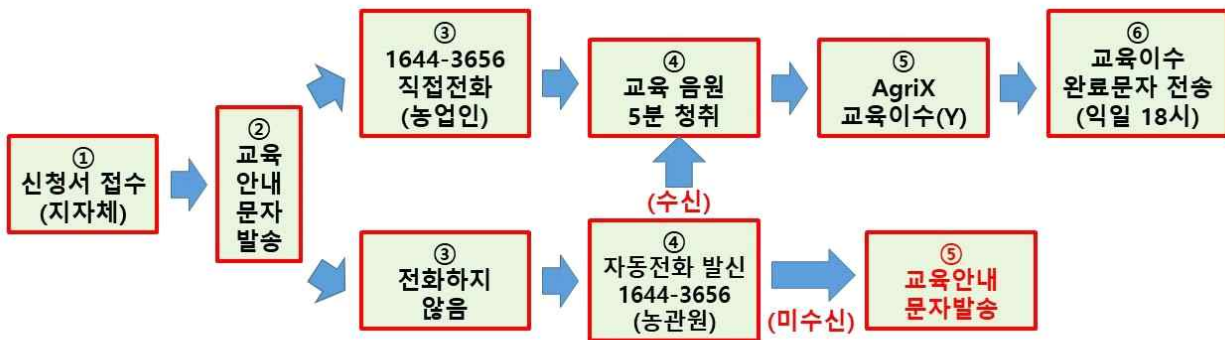 ①
신청서 접수
(지자체)
②
교육
안내
문자
발송
③
1644-3656
직접전화
(농업인)
④
교육 음원
5분 청취
⑤
AgriX
교육이수(Y)
⑥
교육이수
완료문자 전송
(익일 18시)
③
전화하지
않음
(수신)
④
자동전화 발신
1644-3656
(농관원)
(미수신)
⑤
교육안내
문자발송